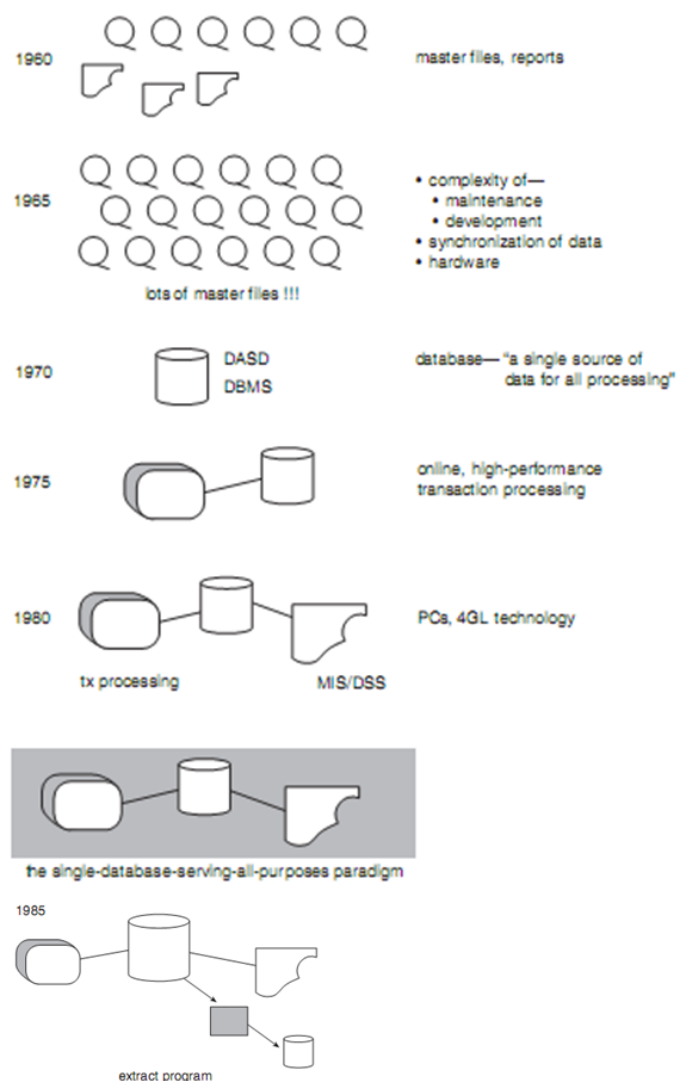 1960
master files, reports
1965
• complexity of—
• maintenance
• development
• synchronization of data
• hardware
lots of master files !!!
1970
DASD
DBMS
database— “a single source of
data for all processing”
1975
online, high-performance
transaction processing
1980
PCs, 4GL technology
tx processing
MIS/DSS
the single-database-serving-all-purposes paradigm
1985
extract program